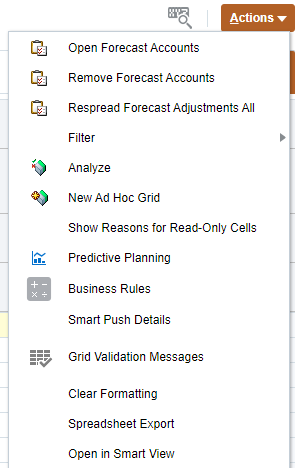 Actions
Open Forecast Accounts
Remove Forecast Accounts
Respread Forecast Adjustments All
Filter
Analyze
New Ad Hoc Grid
Show Reasons for Read-Only Cells
Predictive Planning
Business Rules
Smart Push Details
Grid Validation Messages
Clear Formatting
Spreadsheet Export
Open in Smart View